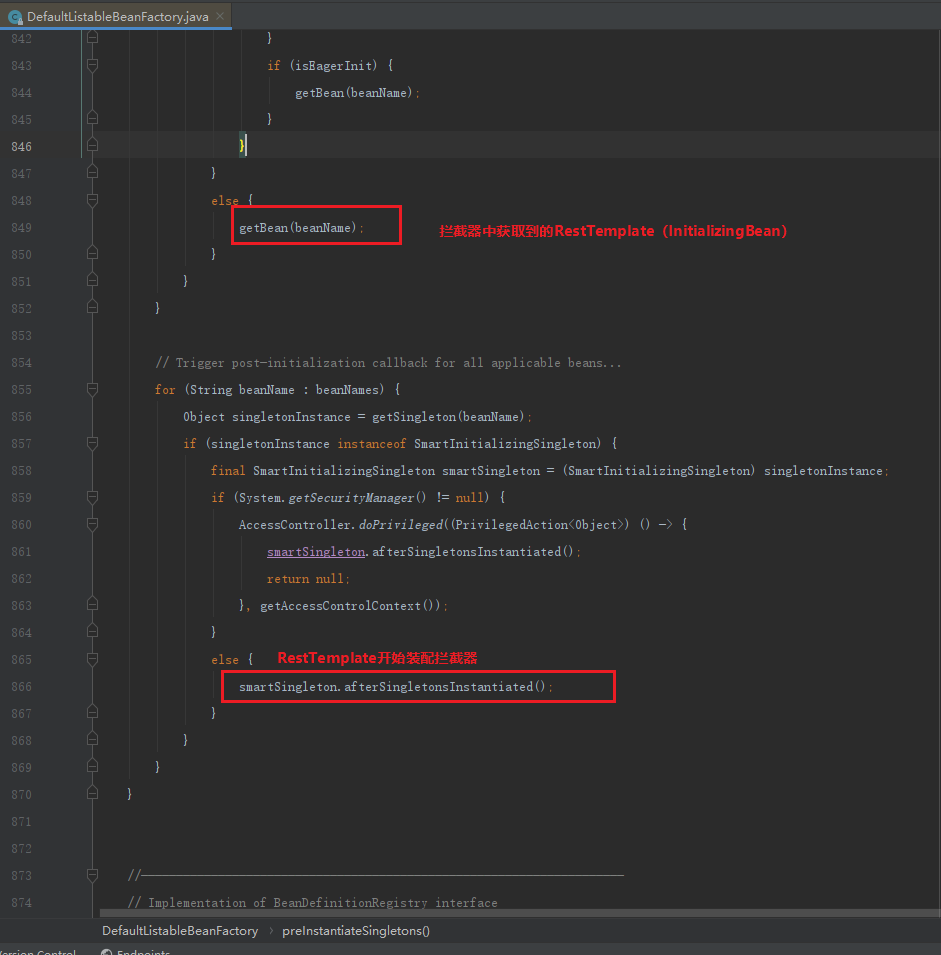 DefaultListableBeanFactory.java
842 }
843 if (isEagerInit) {
844 getBean(beanName);
845 }
846 }
847 }
848 else {
849 getBean(beanName); 拦截器中获取到的RestTemplate（InitializingBean）
850 }
851 }
852 }
853
854 // Trigger post-initialization callback for all applicable beans...
855 for (String beanName : beanNames) {
856 Object singletonInstance = getSingleton(beanName);
857 if (singletonInstance instanceof SmartInitializingSingleton) {
858 final SmartInitializingSingleton smartSingleton = (SmartInitializingSingleton) singletonInstance;
859 if (System.getSecurityManager() != null) {
860 AccessController.doPrivileged((PrivilegedAction<Object>) () -> {
861 smartSingleton.afterSingletonsInstantiated();
862 return null;
863 }, getAccessControlContext());
864 }
865 else { RestTemplate开始装配拦截器
866 smartSingleton.afterSingletonsInstantiated();
867 }
868 }
869 }
870 }
871
872
873 //---------------------------------------------------------------------
874 // Implementation of BeanDefinitionRegistry interface
DefaultListableBeanFactory › preInstantiateSingletons()
Version Control Endpoints